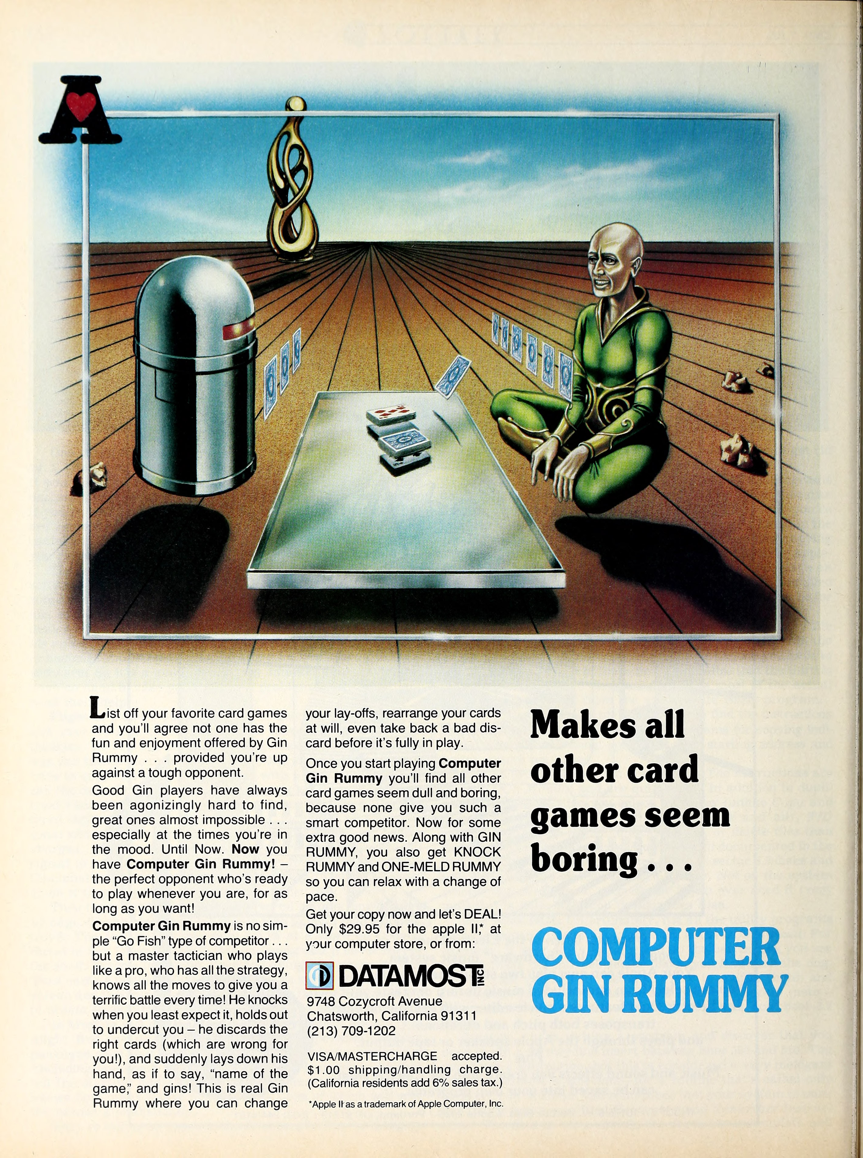 A
List off your favorite card games
and you'll agree not one has the
fun and enjoyment offered by Gin
Rummy . . . provided you're up
against a tough opponent.
Good Gin players have always
been agonizingly hard to find,
great ones almost impossible . . .
especially at the times you're in
the mood. Until Now. Now you
have Computer Gin Rummy! –
the perfect opponent who's ready
to play whenever you are, for as
long as you want!
Computer Gin Rummy is no sim-
ple “Go Fish” type of competitor . . .
but a master tactician who plays
like a pro, who has all the strategy,
knows all the moves to give you a
terrific battle every time! He knocks
when you least expect it, holds out
to undercut you – he discards the
right cards (which are wrong for
you!), and suddenly lays down his
hand, as if to say, “name of the
game,” and gins! This is real Gin
Rummy where you can change
your lay-offs, rearrange your cards
at will, even take back a bad dis-
card before it's fully in play.
Once you start playing Computer
Gin Rummy you'll find all other
card games seem dull and boring,
because none give you such a
smart competitor. Now for some
extra good news. Along with GIN
RUMMY, you also get KNOCK
RUMMY and ONE-MELD RUMMY
so you can relax with a change of
pace.
Get your copy now and let's DEAL!
Only $29.95 for the apple II,* at
your computer store, or from:
DATAMOST INC
9748 Cozycroft Avenue
Chatsworth, California 91311
(213) 709-1202
VISA/MASTERCHARGE accepted.
$1.00 shipping/handling charge.
(California residents add 6% sales tax.)
*Apple II as a trademark of Apple Computer, Inc.
Makes all
other card
games seem
boring . . .
COMPUTER
GIN RUMMY